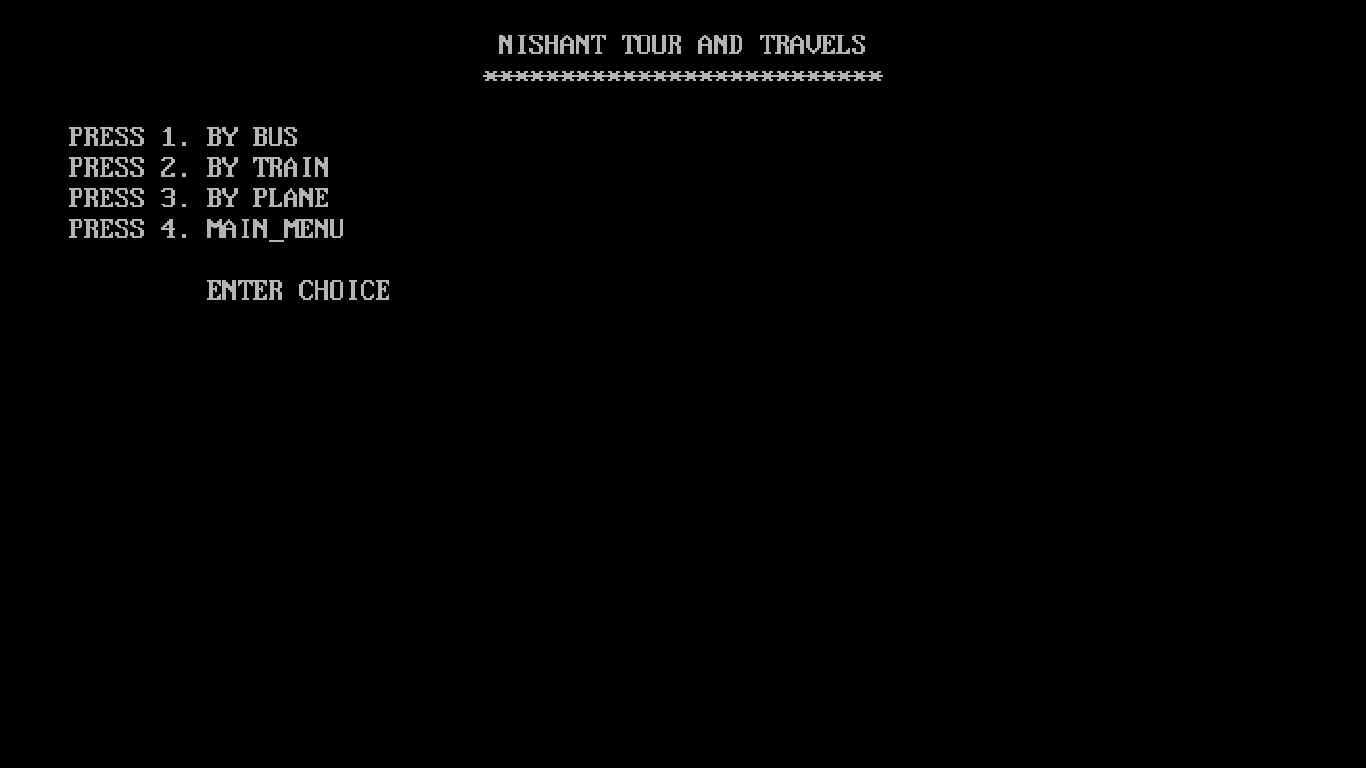 NISHANT TOUR AND TRAVELS
**************************
PRESS 1. BY BUS
PRESS 2. BY TRAIN
PRESS 3. BY PLANE
PRESS 4. MAIN_MENU
ENTER CHOICE